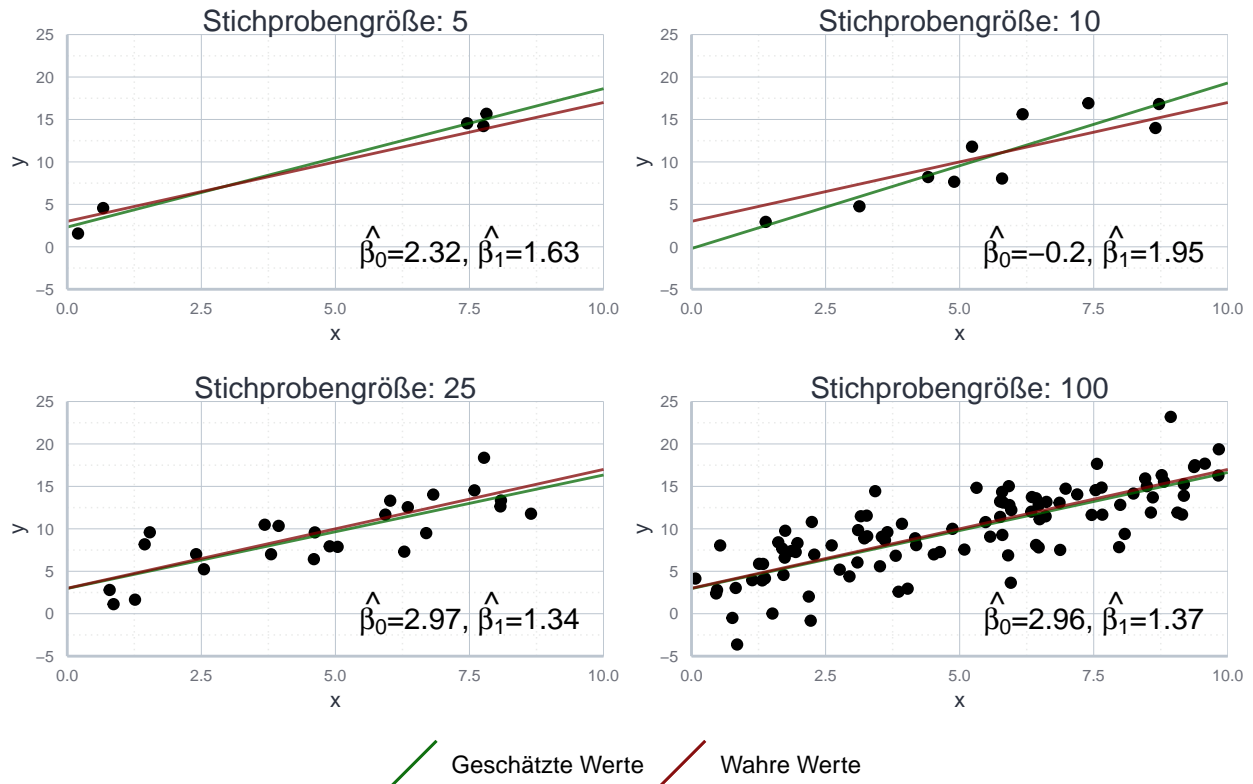 Stichprobengröße: 5
25
20
15
10
5
0
−5
y
0.0 2.5 5.0 7.5 10.0
x
β̂₀=2.32, β̂₁=1.63
Stichprobengröße: 10
25
20
15
10
5
0
−5
y
0.0 2.5 5.0 7.5 10.0
x
β̂₀=−0.2, β̂₁=1.95
Stichprobengröße: 25
25
20
15
10
5
0
−5
y
0.0 2.5 5.0 7.5 10.0
x
β̂₀=2.97, β̂₁=1.34
Stichprobengröße: 100
25
20
15
10
5
0
−5
y
0.0 2.5 5.0 7.5 10.0
x
β̂₀=2.96, β̂₁=1.37
Geschätzte Werte Wahre Werte